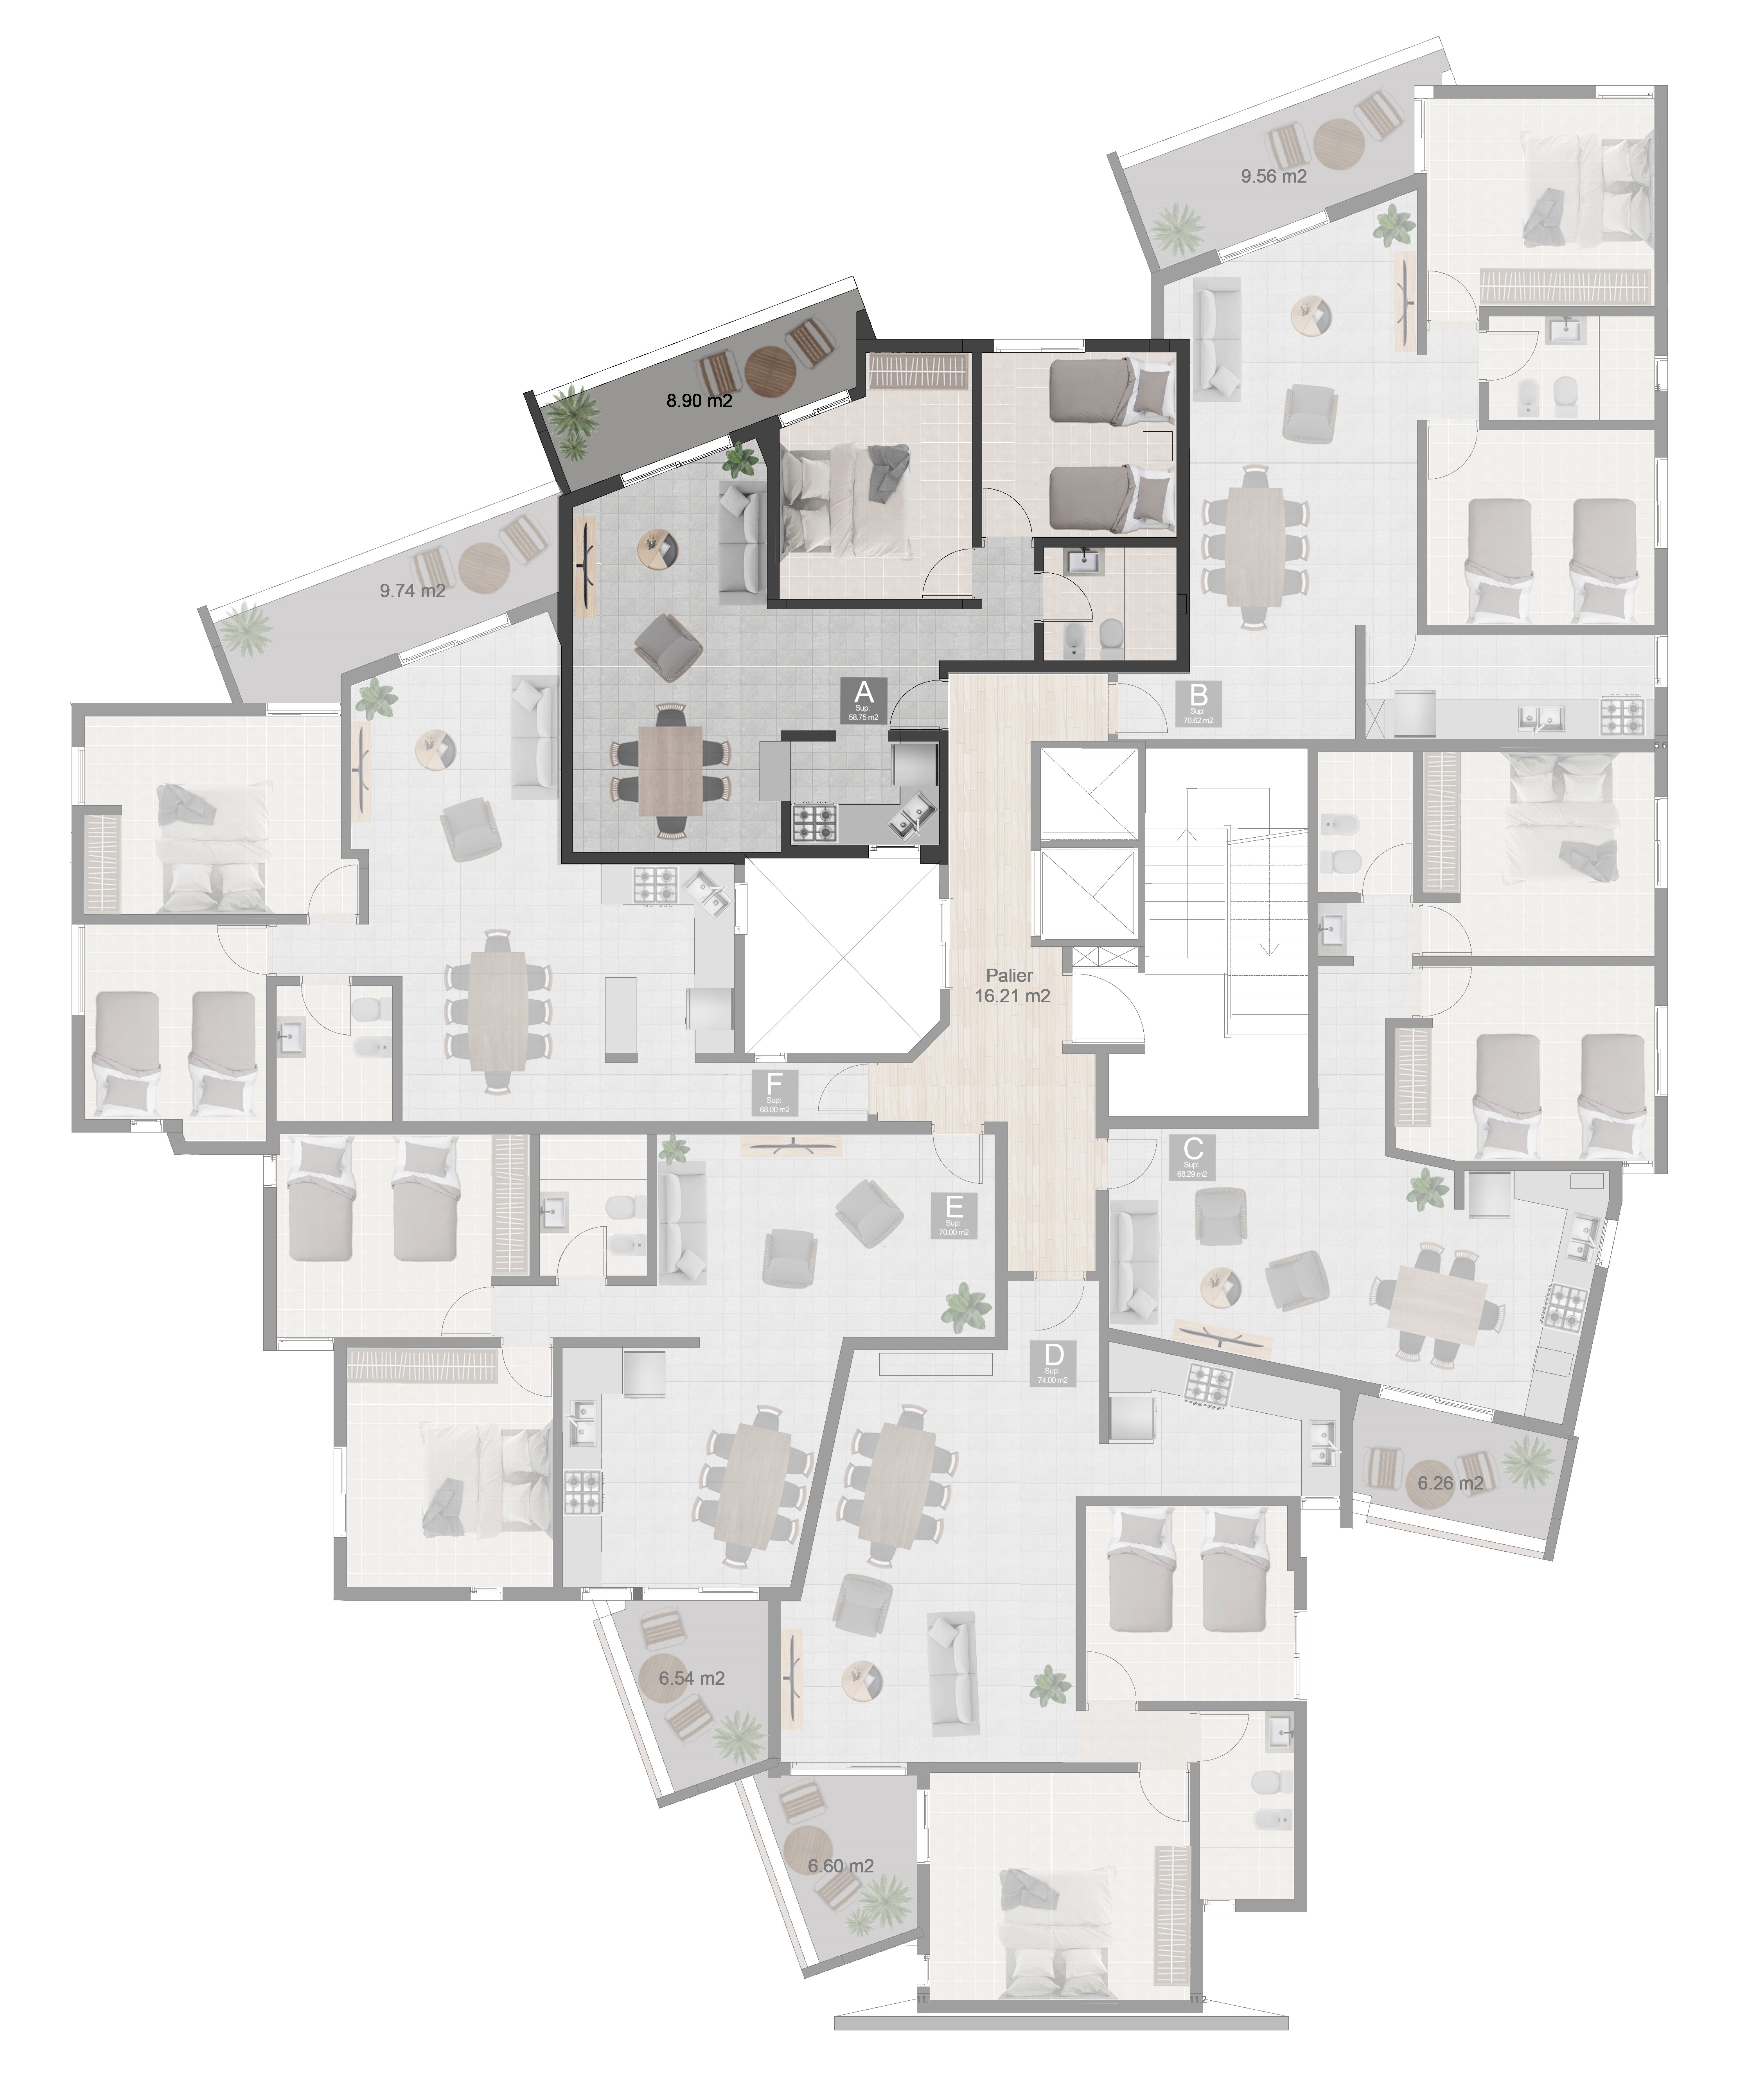 9.56 m2
8.90 m2
9.74 m2
A
Sup:
58.75 m2
B
Sup:
70.62 m2
Palier
16.21 m2
F
Sup:
68.00 m2
C
Sup:
68.29 m2
E
Sup:
70.00 m2
D
Sup:
74.00 m2
6.26 m2
6.54 m2
6.60 m2